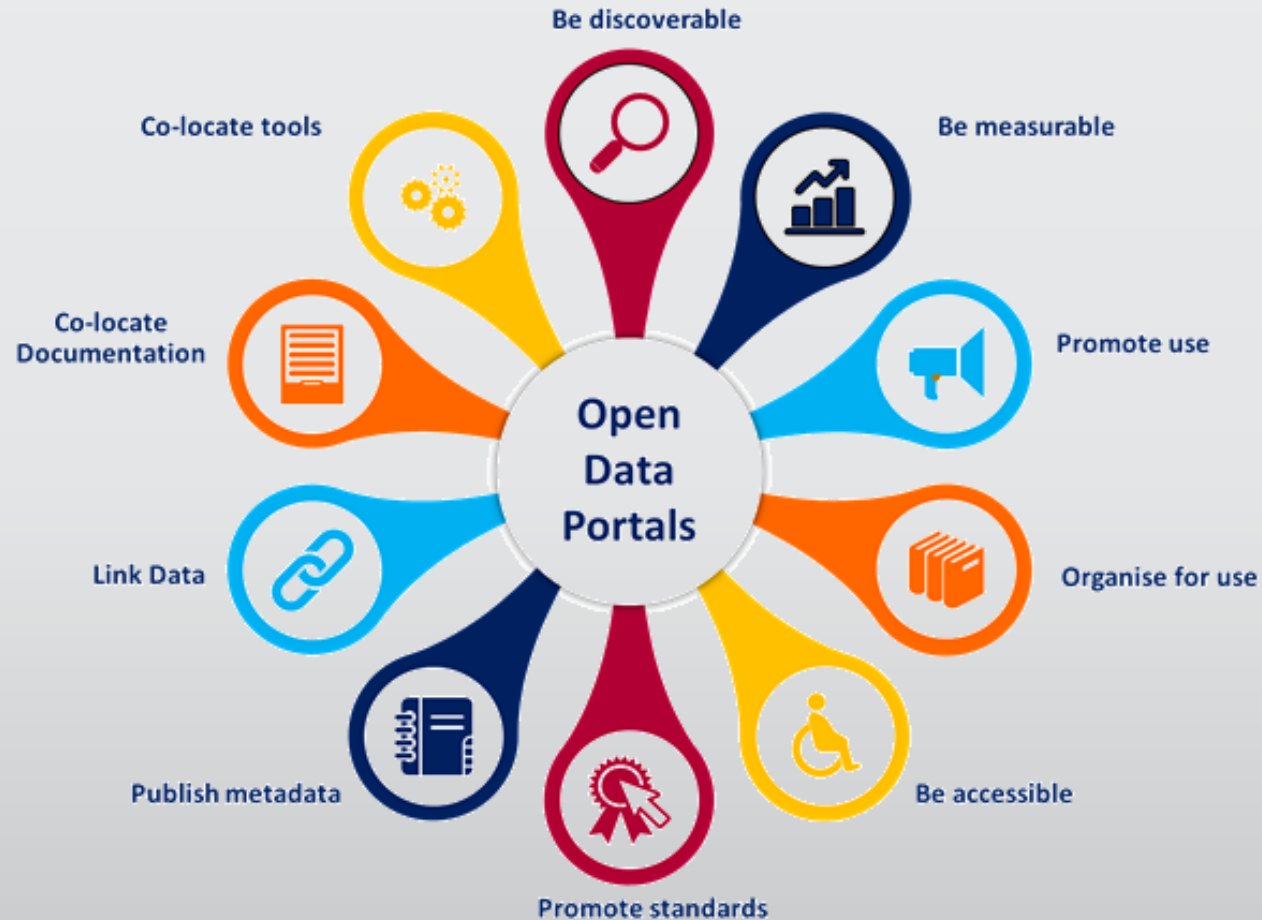 Be discoverable
Co-locate tools
Be measurable
Co-locate
Documentation
Promote use
Open
Data
Portals
Link Data
Organise for use
Publish metadata
Be accessible
Promote standards